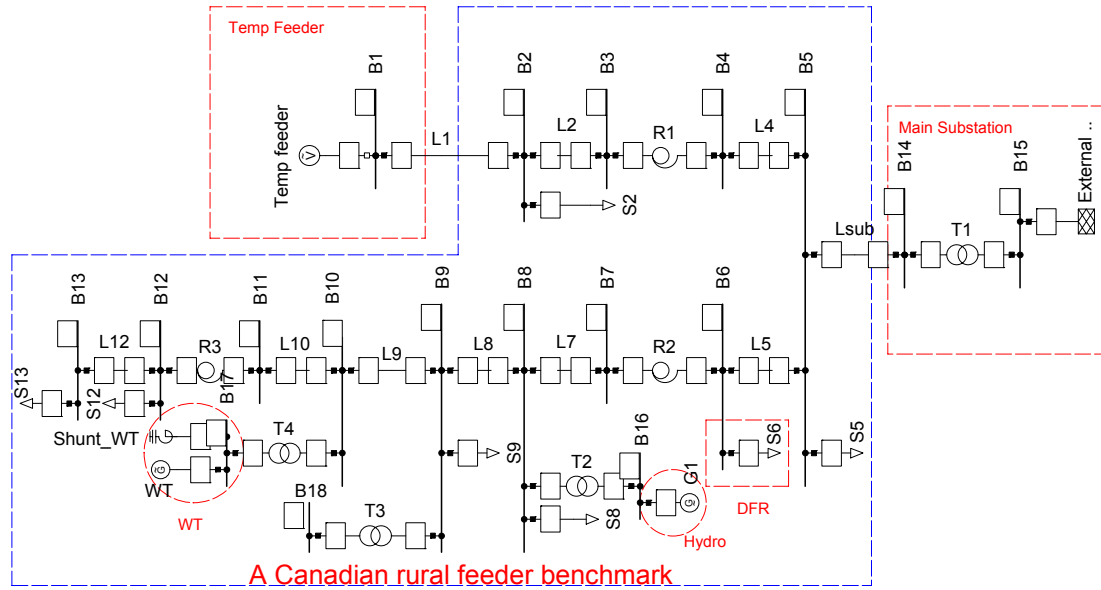 Temp Feeder
B1
B2
B3
B4
B5
Main Substation
Temp feeder
L1
L2
R1
L4
B14
B15
External ..
S2
Lsub
T1
B13
B12
B11
B10
B9
B8
B7
B6
L12
R3
L10
L9
L8
L7
R2
L5
B17
S13
S12
Shunt_WT
T4
B16
S9
S6
S5
WT
T2
G1
B18
WT
T3
S8
DFR
Hydro
A Canadian rural feeder benchmark